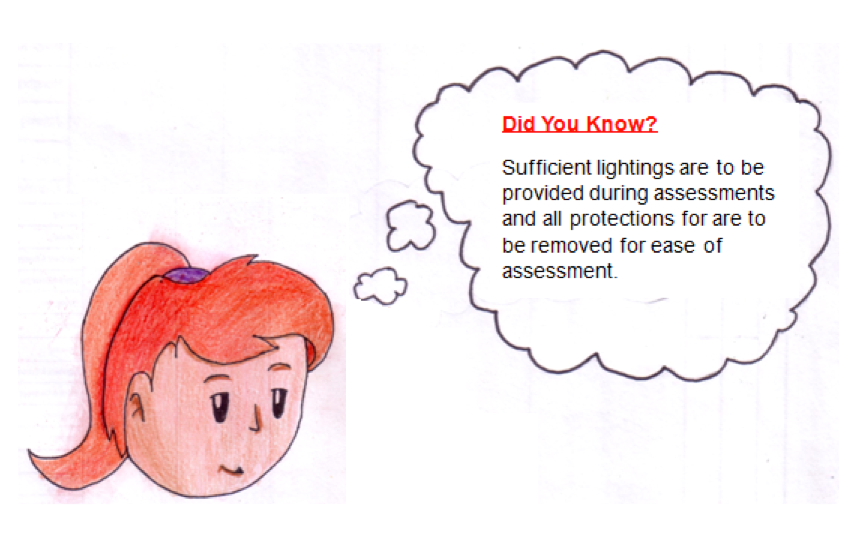 Did You Know?
Sufficient lightings are to be
provided during assessments
and all protections for are to
be removed for ease of
assessment.